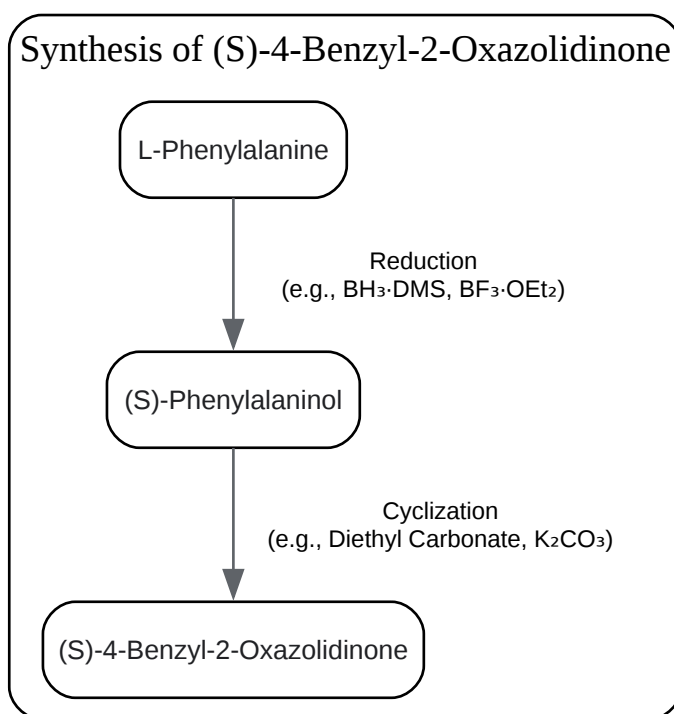 Synthesis of (S)-4-Benzyl-2-Oxazolidinone
L-Phenylalanine
Reduction
(e.g., BH₃·DMS, BF₃·OEt₂)
(S)-Phenylalaninol
Cyclization
(e.g., Diethyl Carbonate, K₂CO₃)
(S)-4-Benzyl-2-Oxazolidinone